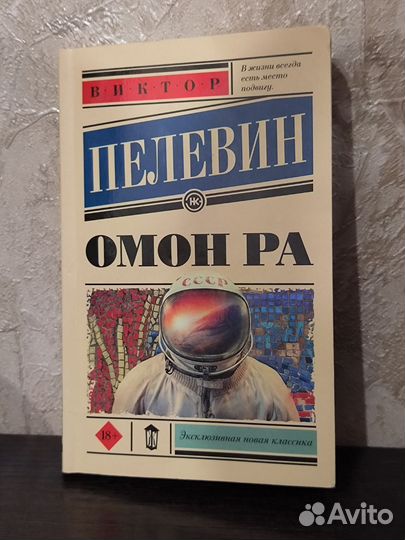 В·И·К·Т·О·Р
В жизни всегда
есть место
подвигу.
ПЕЛЕВИН
ОМОН РА
СССР
18+
Эксклюзивная новая классика
Avito